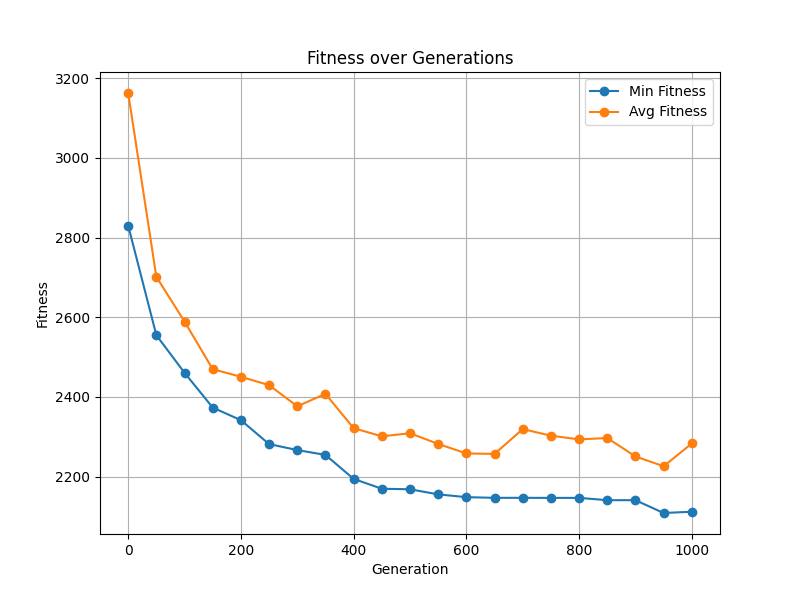 Fitness over Generations
Min Fitness
Avg Fitness
Fitness
3200
3000
2800
2600
2400
2200
0 200 400 600 800 1000
Generation